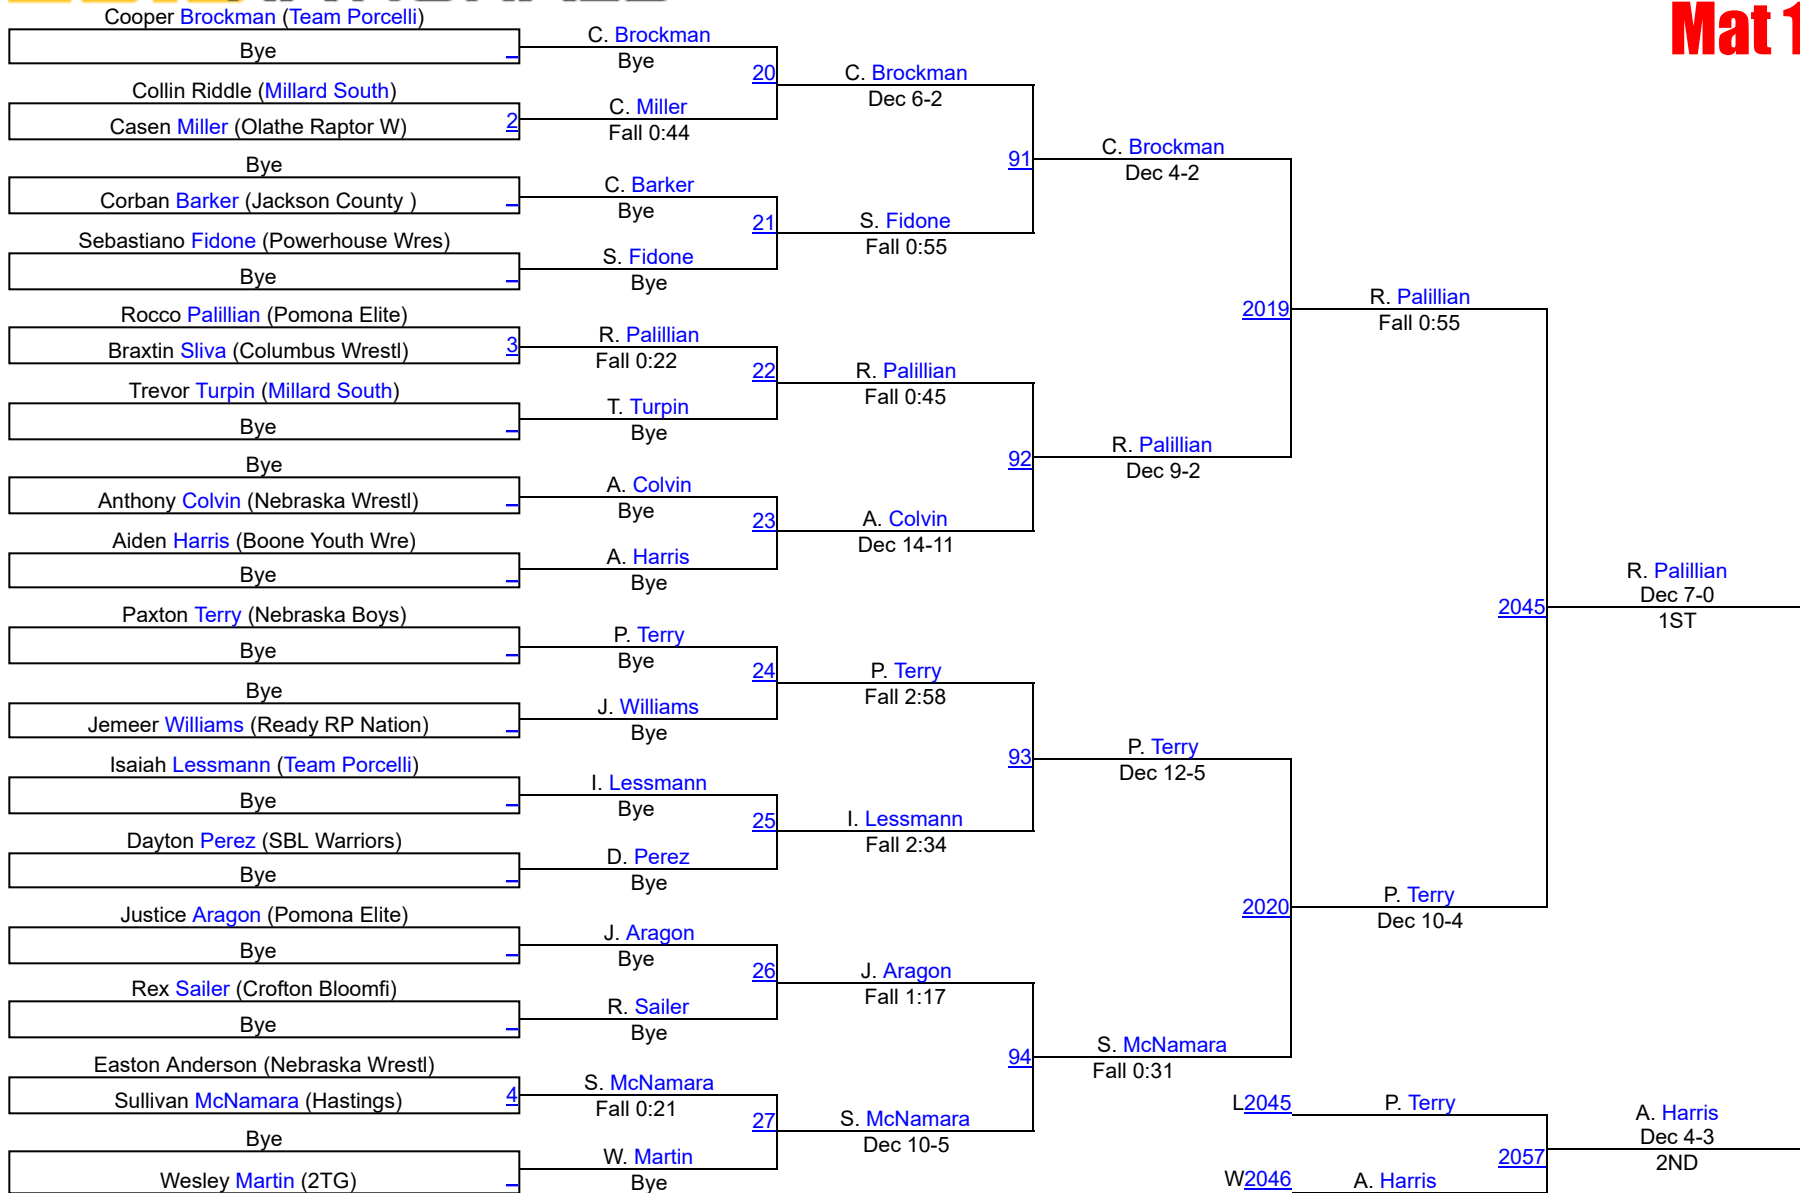 Mat 1
Cooper Brockman (Team Porcelli)
Bye
Collin Riddle (Millard South)
Casen Miller (Olathe Raptor W)
2
Bye
Corban Barker (Jackson County )
Sebastiano Fidone (Powerhouse Wres)
Bye
Rocco Palillian (Pomona Elite)
Braxtin Sliva (Columbus Wrestl)
3
Trevor Turpin (Millard South)
Bye
Bye
Anthony Colvin (Nebraska Wrestl)
Aiden Harris (Boone Youth Wre)
Bye
Paxton Terry (Nebraska Boys)
Bye
Bye
Jemeer Williams (Ready RP Nation)
Isaiah Lessmann (Team Porcelli)
Bye
Dayton Perez (SBL Warriors)
Bye
Justice Aragon (Pomona Elite)
Bye
Rex Sailer (Crofton Bloomfi)
Bye
Easton Anderson (Nebraska Wrestl)
Sullivan McNamara (Hastings)
4
Bye
Wesley Martin (2TG)
C. Brockman
Bye
20
C. Miller
Fall 0:44
C. Barker
Bye
21
S. Fidone
Bye
R. Palillian
Fall 0:22
22
T. Turpin
Bye
A. Colvin
Bye
23
A. Harris
Bye
P. Terry
Bye
24
J. Williams
Bye
I. Lessmann
Bye
25
D. Perez
Bye
J. Aragon
Bye
26
R. Sailer
Bye
S. McNamara
Fall 0:21
27
W. Martin
Bye
C. Brockman
Dec 6-2
91
S. Fidone
Fall 0:55
R. Palillian
Fall 0:45
92
A. Colvin
Dec 14-11
P. Terry
Fall 2:58
93
I. Lessmann
Fall 2:34
J. Aragon
Fall 1:17
94
S. McNamara
Dec 10-5
C. Brockman
Dec 4-2
2019
R. Palillian
Dec 9-2
P. Terry
Dec 12-5
2020
S. McNamara
Fall 0:31
R. Palillian
Fall 0:55
2045
P. Terry
Dec 10-4
R. Palillian
Dec 7-0
1ST
L2045
P. Terry
2057
W2046
A. Harris
A. Harris
Dec 4-3
2ND